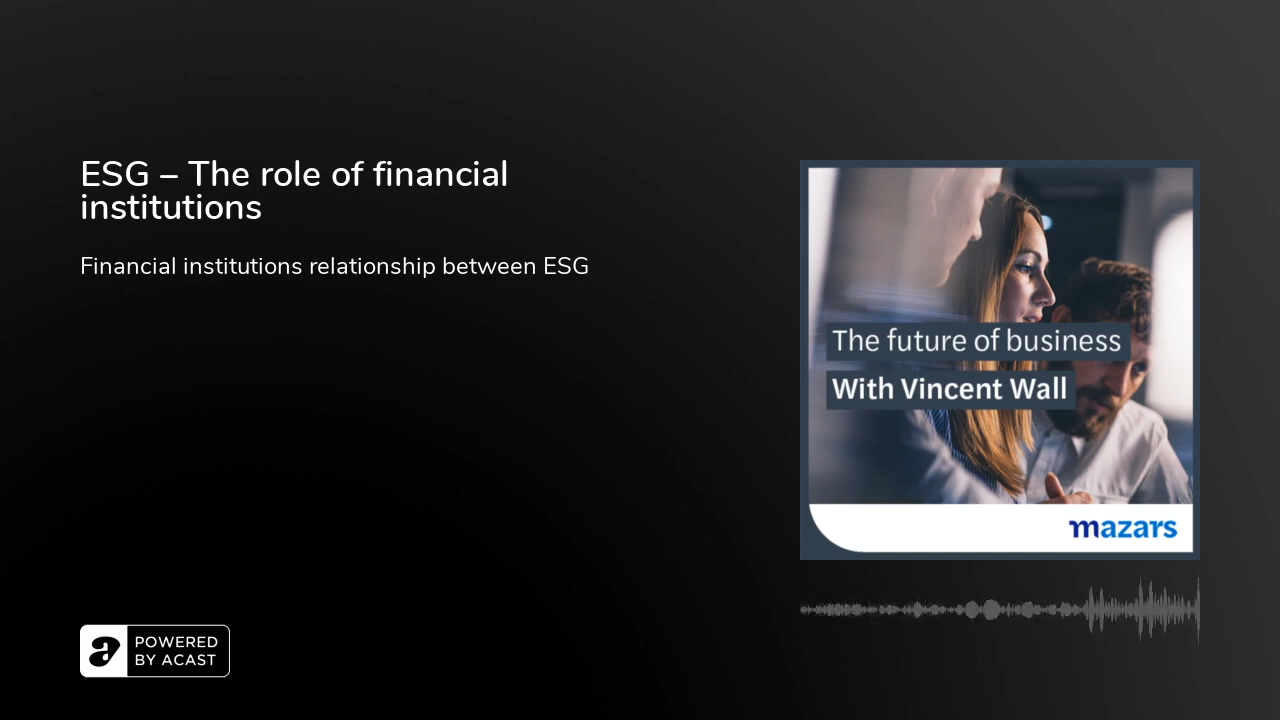 ESG – The role of financial
institutions
Financial institutions relationship between ESG
The future of business
With Vincent Wall
mazars
a
POWERED
BY ACAST